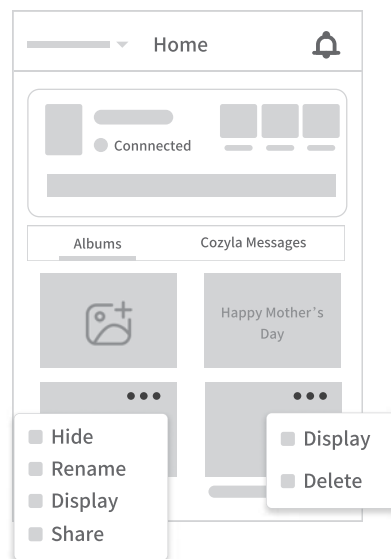 Home
Connnected
Albums
Cozyla Messages
Happy Mother's
Day
Hide
Rename
Display
Share
Display
Delete